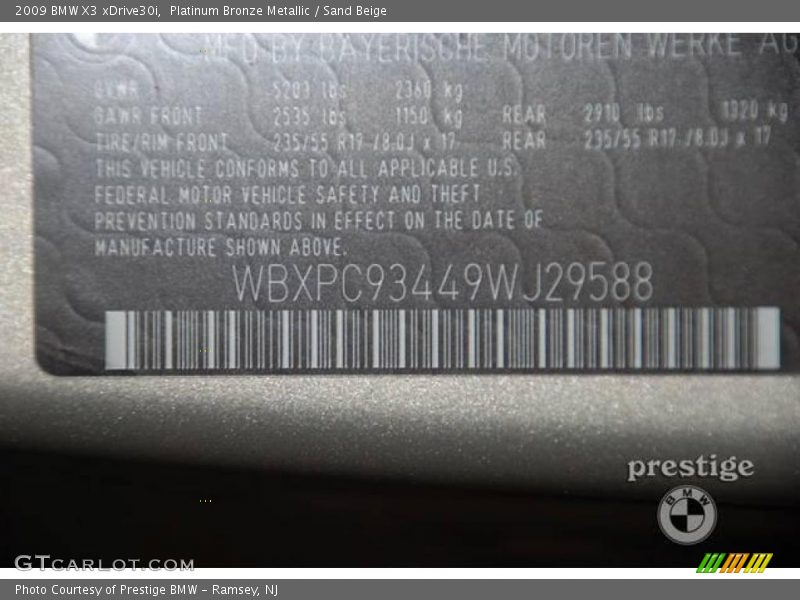 2009 BMW X3 xDrive30i, Platinum Bronze Metallic / Sand Beige
MFD BY BAYERISCHE MOTOREN WERKE AG
GVWR 5203 lbs 2360 kg
GAWR FRONT 2535 lbs 1150 kg REAR 2910 lbs 1320 kg
TIRE/RIM FRONT 235/55 R17 /8.0J x 17 REAR 235/55 R17 /8.0J x 17
THIS VEHICLE CONFORMS TO ALL APPLICABLE U.S.
FEDERAL MOTOR VEHICLE SAFETY AND THEFT
PREVENTION STANDARDS IN EFFECT ON THE DATE OF
MANUFACTURE SHOWN ABOVE.
WBXPC93449WJ29588
prestige
BMW
GTCARLOT.COM
Photo Courtesy of Prestige BMW - Ramsey, NJ